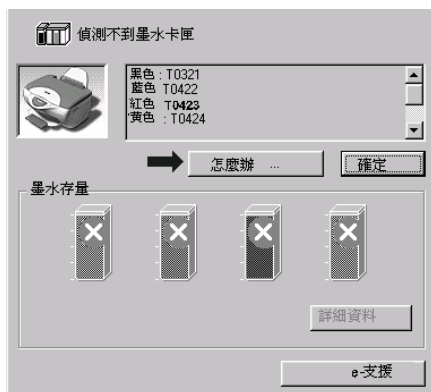 偵測不到墨水卡匣
黑色 : T0321
藍色 T0422
紅色 T0423
黄色 : T0424
怎麼辦 ...
確定
墨水存量
詳細資料
e-支援